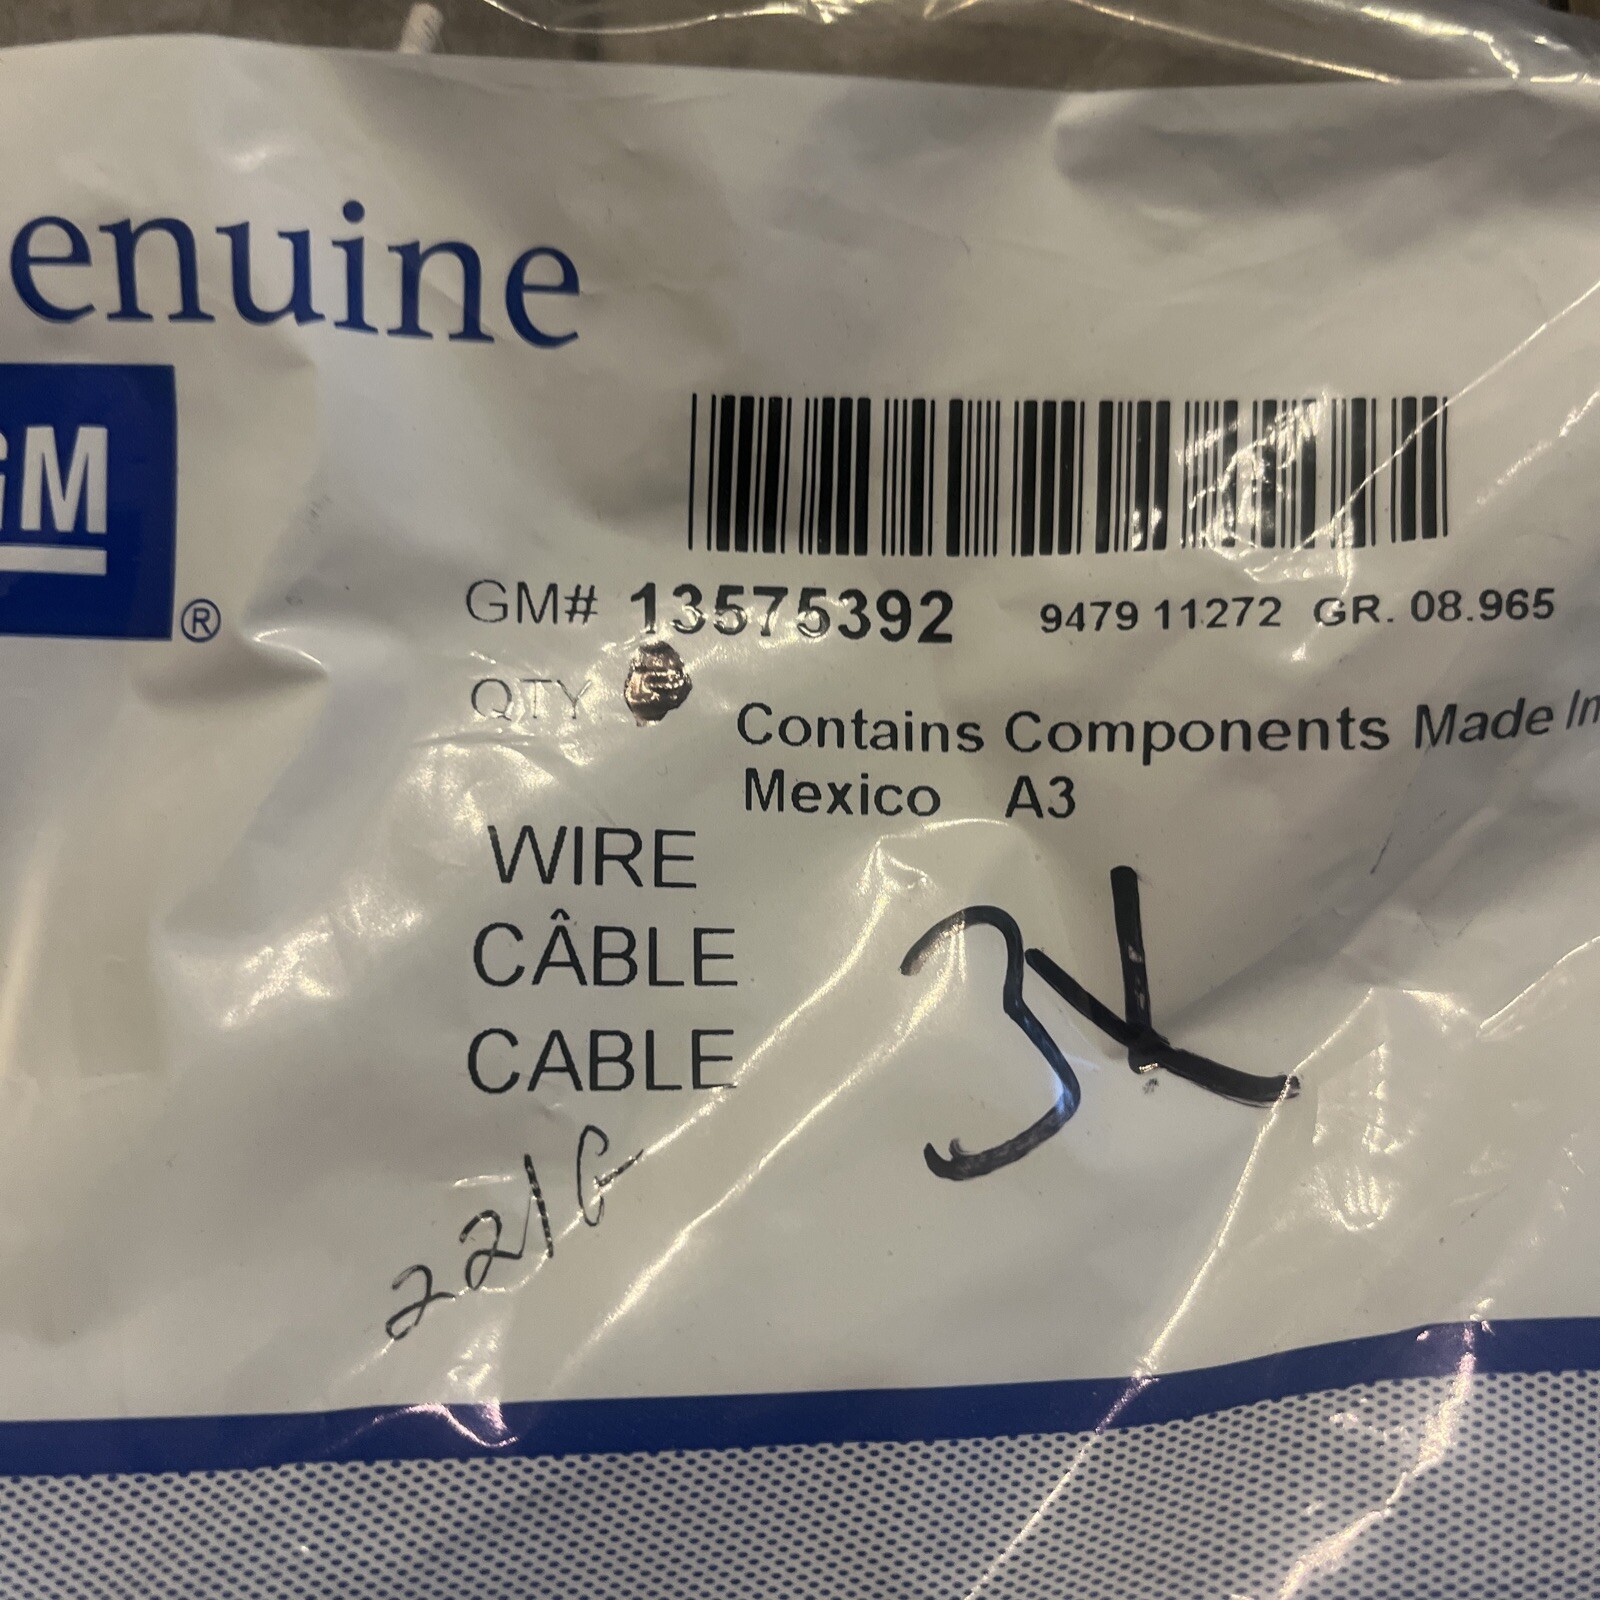 enuine
GM
®
GM# 13575392 9479 11272 GR. 08.965
QTY
Contains Components Made In
Mexico A3
WIRE
CÂBLE
CABLE
3X
221G